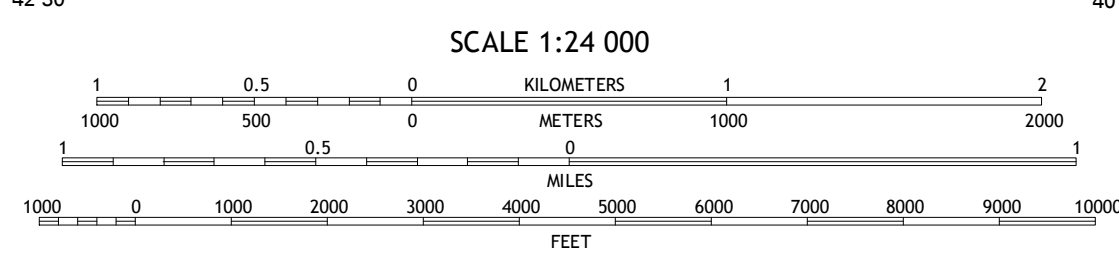 42'30" 40'
SCALE 1:24 000
1 0.5 0 KILOMETERS 1 2
1000 500 0 METERS 1000 2000
1 0.5 0 1
MILES
1000 0 1000 2000 3000 4000 5000 6000 7000 8000 9000 10000
FEET